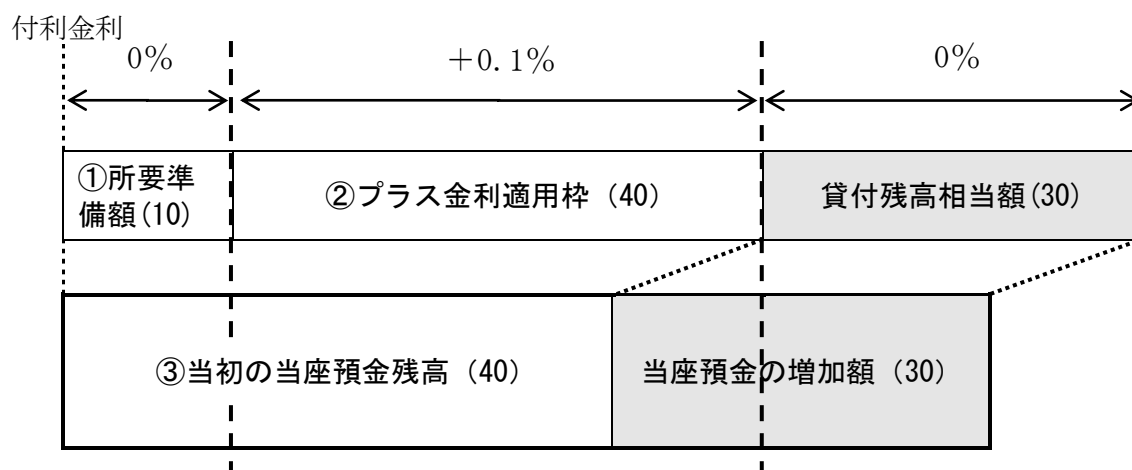 付利金利
0%
+0.1%
0%
①所要準
備額(10)
②プラス金利適用枠（40）
貸付残高相当額(30)
③当初の当座預金残高（40）
当座預金の増加額（30）